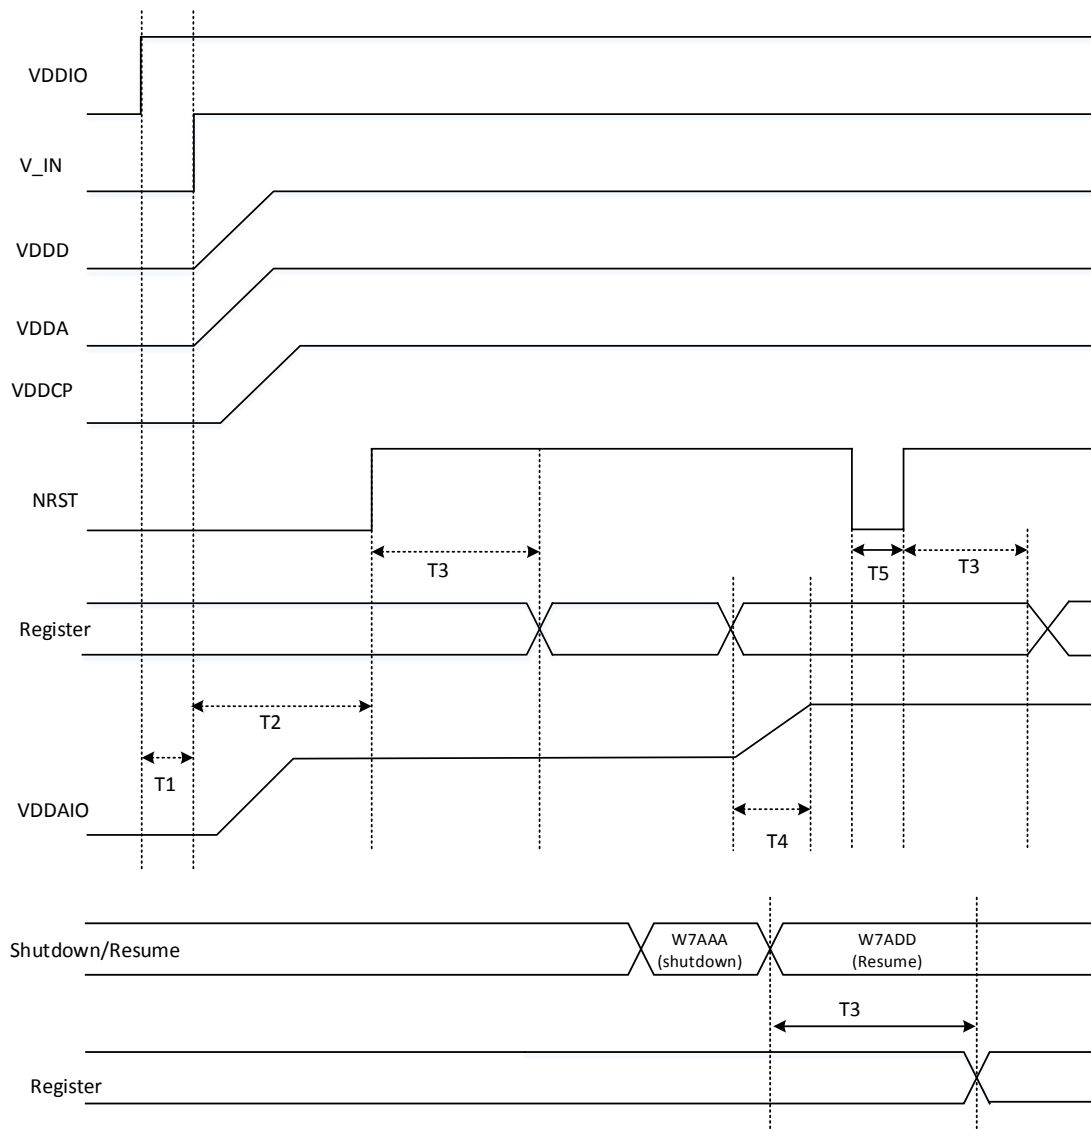 VDDIO
V_IN
VDDD
VDDA
VDDCP
NRST
T3
T5
T3
Register
T2
T1
VDDAIO
T4
Shutdown/Resume
W7AAA
(shutdown)
W7ADD
(Resume)
T3
Register